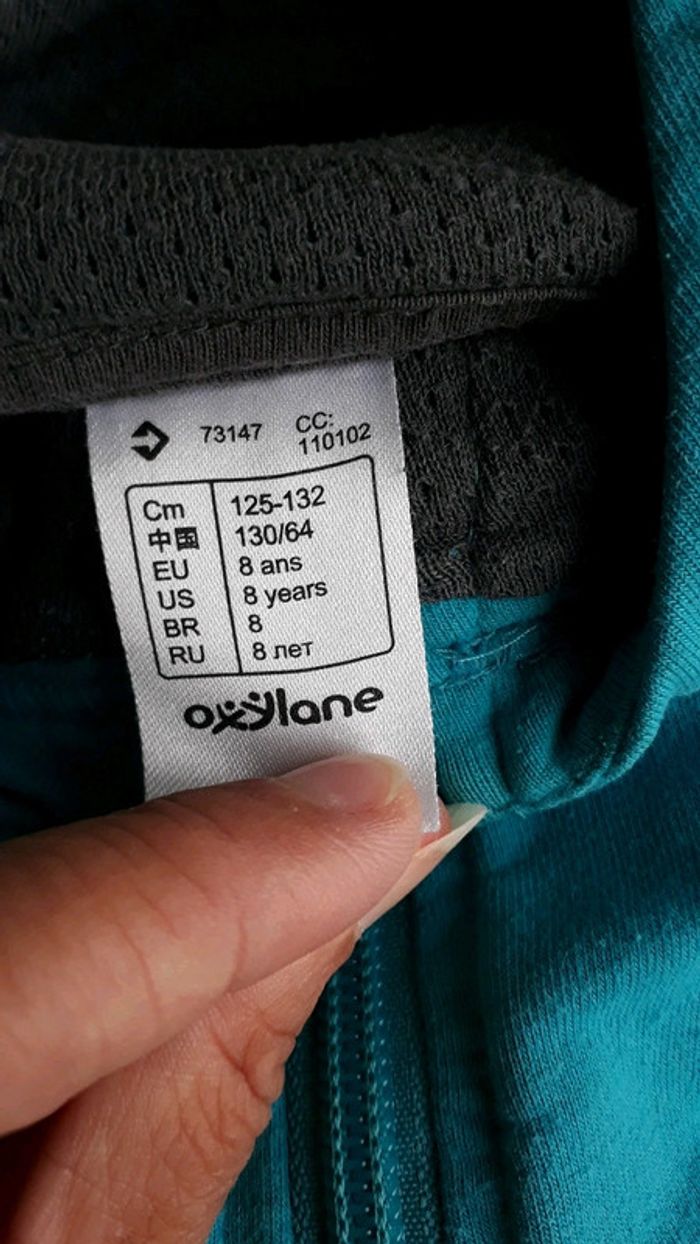 73147 CC:
110102
Cm 125-132
中国 130/64
EU 8 ans
US 8 years
BR 8
RU 8 лет
oxylane